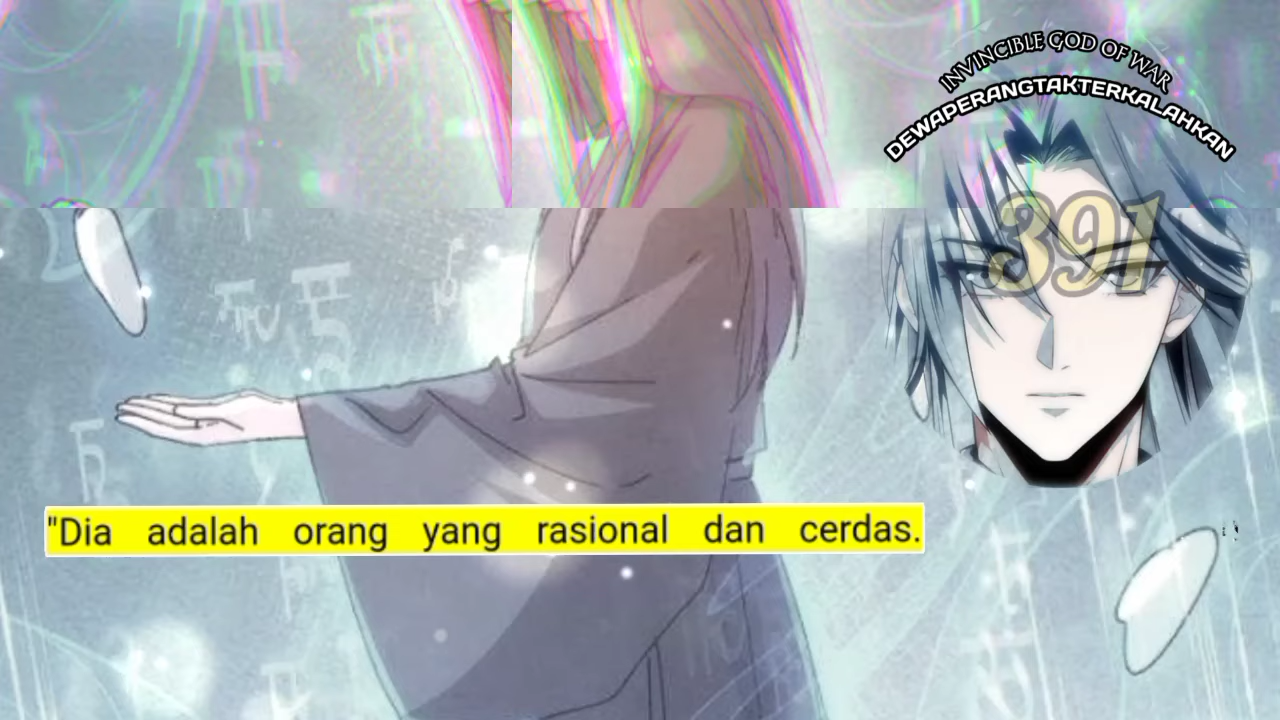 INVINCIBLE GOD OF WAR
DEWAPERANGTAKTERKALAHKAN
391
"Dia adalah orang yang rasional dan cerdas.